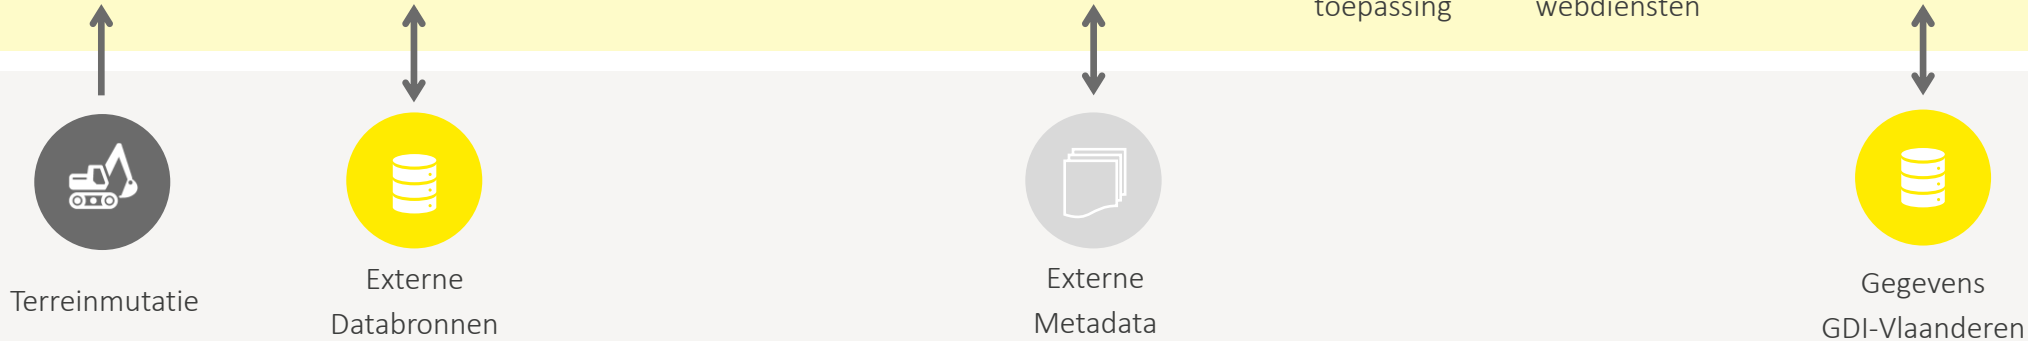 toepassing
webdiensten
Terreinmutatie
Externe
Databronnen
Externe
Metadata
Gegevens
GDI-Vlaanderen